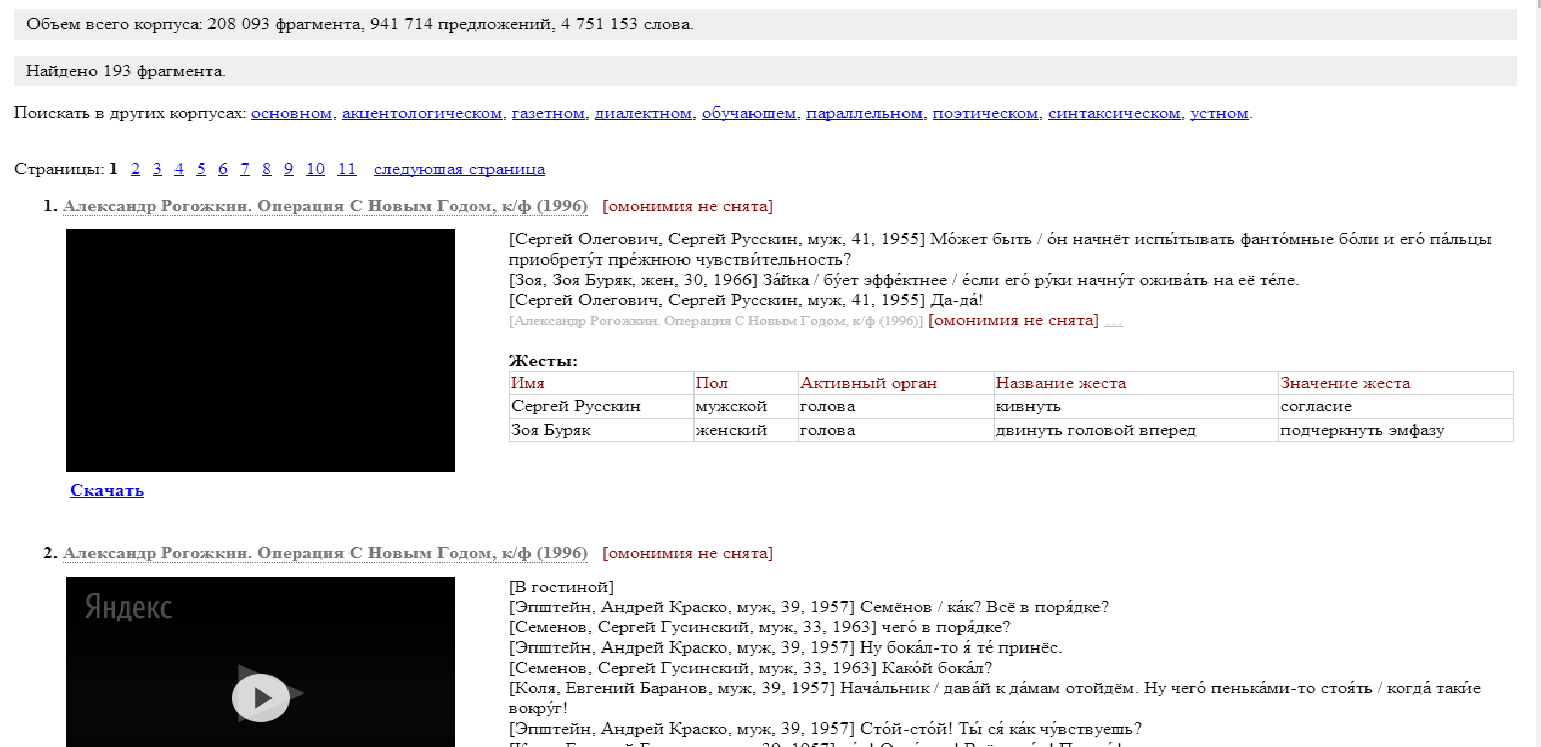 Объем всего корпуса: 208 093 фрагмента, 941 714 предложений, 4 751 153 слова.
Найдено 193 фрагмента.
Поискать в других корпусах: основном, акцентологическом, газетном, диалектном, обучающем, параллельном, поэтическом, синтаксическом, устном.
Страницы: 1 2 3 4 5 6 7 8 9 10 11 следующая страница
1. Александр Рогожкин. Операция С Новым Годом, к/ф (1996) [омонимия не снята]
[Сергей Олегович, Сергей Русскин, муж, 41, 1955] Мо́жет быть / о́н начнёт испы́тывать фанто́мные бо́ли и его́ па́льцы
приобрету́т пре́жнюю чувстви́тельность?
[Зоя, Зоя Буряк, жен, 30, 1966] За́йка / бу́ет эффе́ктнее / е́сли его́ ру́ки начну́т ожива́ть на её те́ле.
[Сергей Олегович, Сергей Русскин, муж, 41, 1955] Да-да́!
[Александр Рогожкин. Операция С Новым Годом, к/ф (1996)] [омонимия не снята] ...
Жесты:
Имя Пол Активный орган Название жеста Значение жеста
Сергей Русскин мужской голова кивнуть согласие
Зоя Буряк женский голова двинуть головой вперед подчеркнуть эмфазу
Скачать
2. Александр Рогожкин. Операция С Новым Годом, к/ф (1996) [омонимия не снята]
Яндекс
[В гостиной]
[Эпштейн, Андрей Краско, муж, 39, 1957] Семёнов / ка́к? Всё в поря́дке?
[Семенов, Сергей Гусинский, муж, 33, 1963] чего́ в поря́дке?
[Эпштейн, Андрей Краско, муж, 39, 1957] Ну бока́л-то я́ те́ принёс.
[Семенов, Сергей Гусинский, муж, 33, 1963] Како́й бока́л?
[Коля, Евгений Баранов, муж, 39, 1957] Нача́льник / дава́й к да́мам отойдём. Ну чего́ пенька́ми-то стоя́ть / когда́ таки́е
вокру́г!
[Эпштейн, Андрей Краско, муж, 39, 1957] Сто́й-сто́й! Ты́ ся́ ка́к чу́вствуешь?